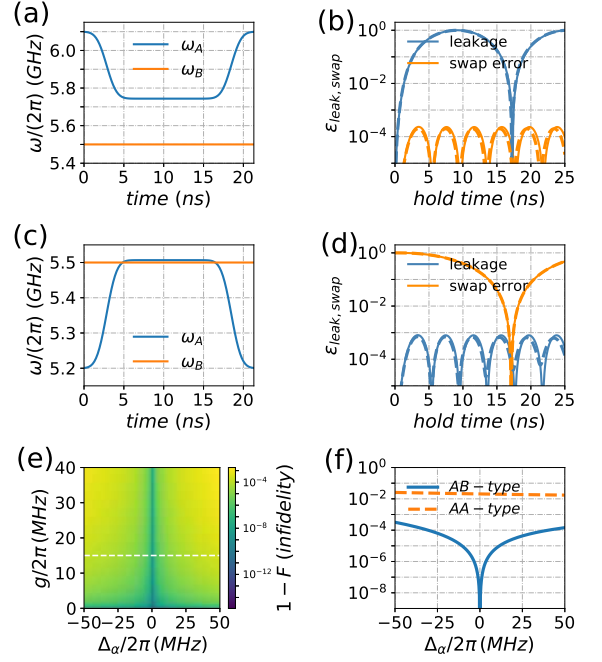 (a)
ω/(2π) (GHz)
6.0
5.8
5.6
5.4
ω_A
ω_B
0 5 10 15 20
time (ns)
(b)
ε_leak,swap
10^0
10^-2
10^-4
leakage
swap error
0 5 10 15 20 25
hold time (ns)
(c)
ω/(2π) (GHz)
5.5
5.4
5.3
5.2
ω_A
ω_B
0 5 10 15 20
time (ns)
(d)
ε_leak,swap
10^0
10^-2
10^-4
leakage
swap error
0 5 10 15 20 25
hold time (ns)
(e)
g/2π (MHz)
40
30
20
10
0
−50 −25 0 25 50
Δ_α/2π (MHz)
10^-4
10^-6
10^-8
10^-12
1 − F (infidelity)
(f)
10^0
10^-2
10^-4
10^-6
10^-8
AB − type
AA − type
−50 −25 0 25 50
Δ_α/2π (MHz)